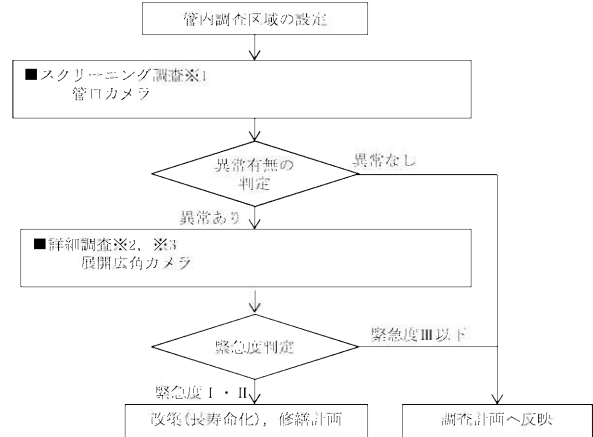 管内調査区域の設定
■スクリーニング調査※1
管口カメラ
異常有無の
判定
異常なし
異常あり
■詳細調査※2，※3
展開広角カメラ
緊急度判定
緊急度Ⅲ以下
緊急度Ⅰ・Ⅱ
改築(長寿命化)，修繕計画
調査計画へ反映